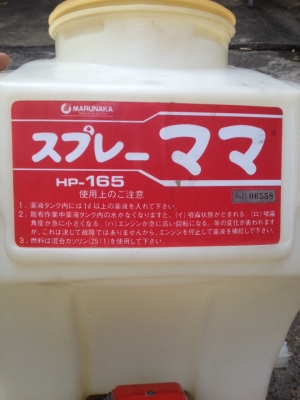 MARUNAKA
スプレーママ
HP-165
06558
使用上のご注意
1. 薬液タンク内には1ℓ以上の薬液を入れて下さい。
2. 散布作業中薬液タンク内の水がなくなりますと、(イ)噴霧状態がとぎれる。(ロ)噴霧
角度が急に小さくなる。(ハ)エンジンが急に高い回転になる。等の変化が表われます
が、これは決して故障ではありませんから、エンジンを停止して薬液を補給して下さい。
3. 燃料は混合ガソリン(25:1)を使用して下さい。